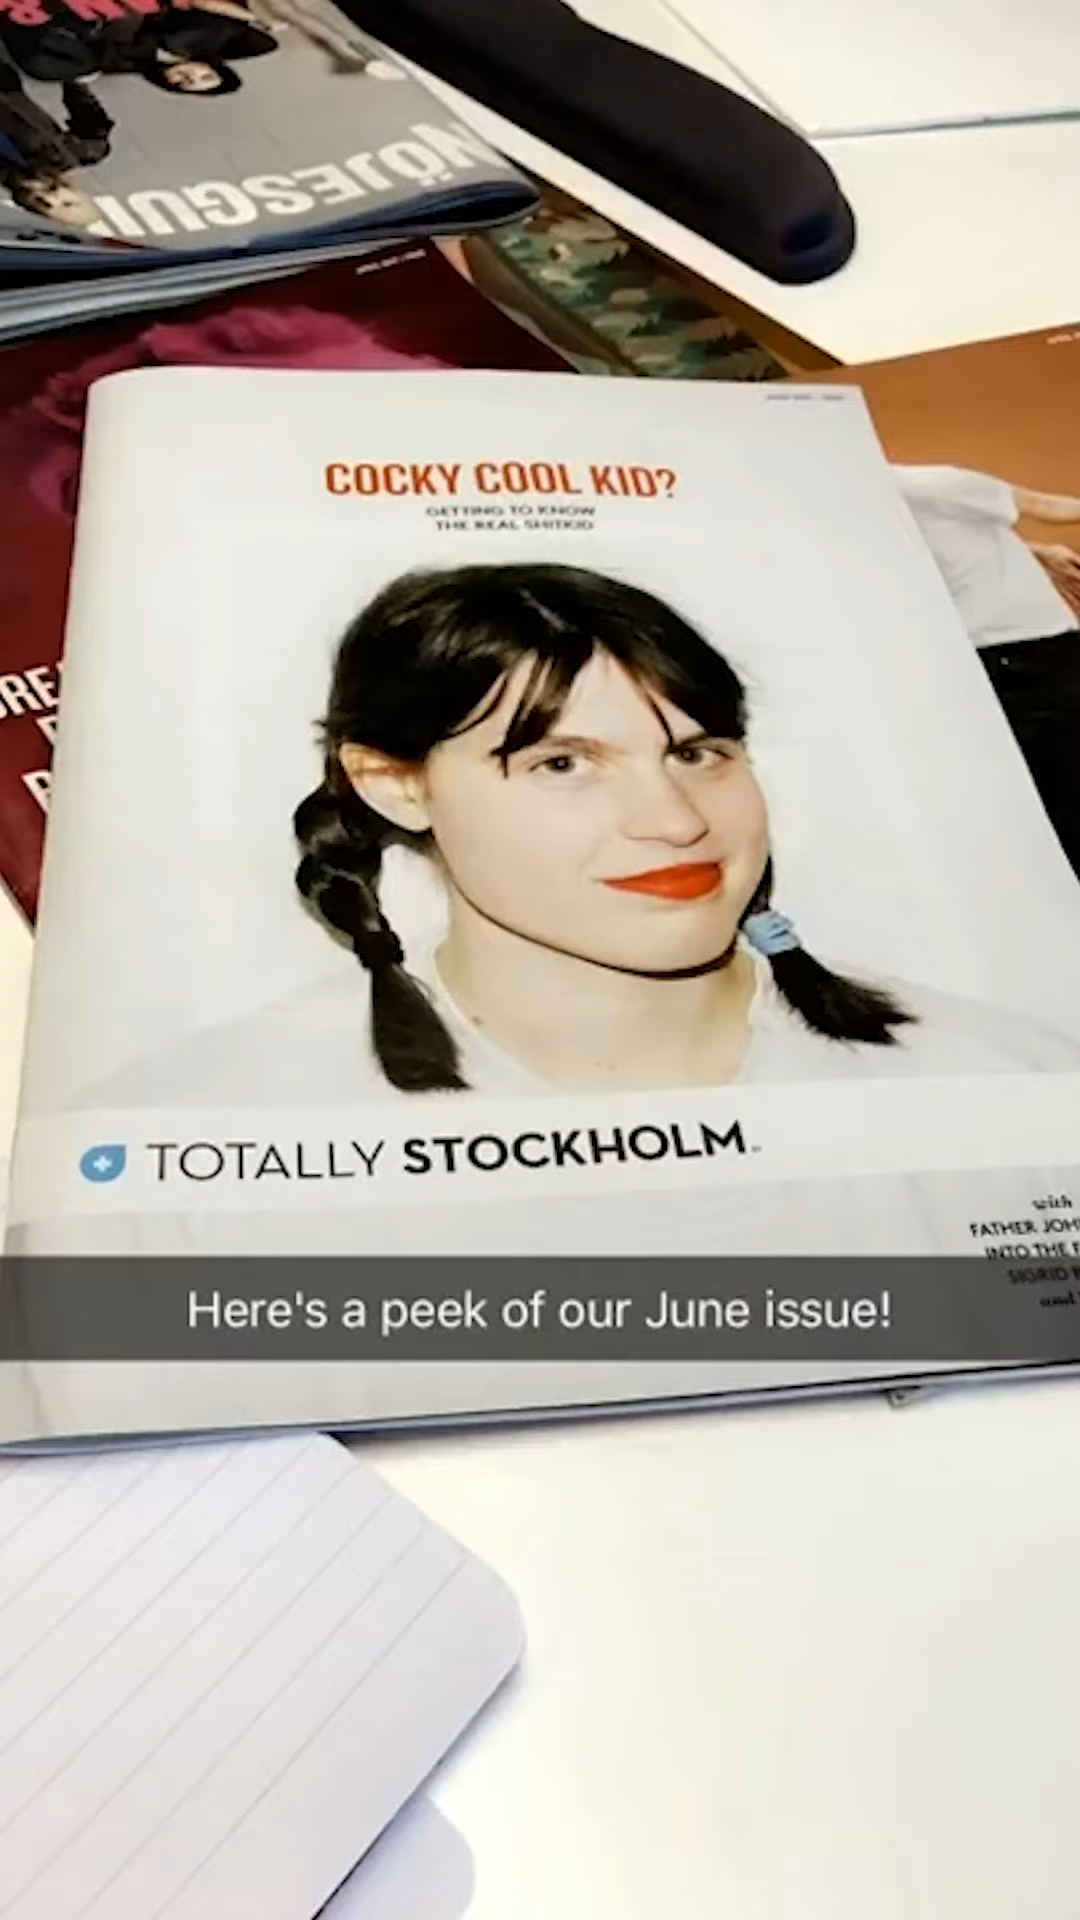 NÖJESGUI
COCKY COOL KID?
GETTING TO KNOW
THE REAL SHITKID
TOTALLY STOCKHOLM
with
FATHER JOH
INTO THE F
SIGRID B
and
Here's a peek of our June issue!